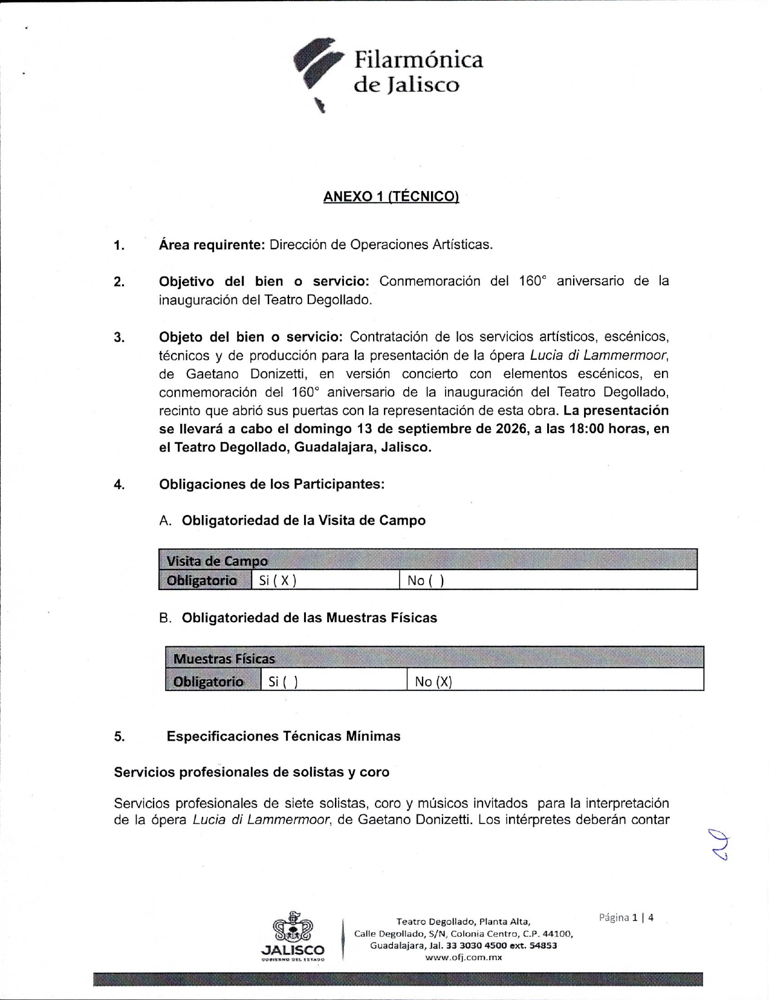 Filarmónica
de Jalisco
ANEXO 1 (TÉCNICO)
1. Área requirente: Dirección de Operaciones Artísticas.
2. Objetivo del bien o servicio: Conmemoración del 160° aniversario de la
inauguración del Teatro Degollado.
3. Objeto del bien o servicio: Contratación de los servicios artísticos, escénicos,
técnicos y de producción para la presentación de la ópera Lucia di Lammermoor,
de Gaetano Donizetti, en versión concierto con elementos escénicos, en
conmemoración del 160° aniversario de la inauguración del Teatro Degollado,
recinto que abrió sus puertas con la representación de esta obra. La presentación
se llevará a cabo el domingo 13 de septiembre de 2026, a las 18:00 horas, en
el Teatro Degollado, Guadalajara, Jalisco.
4. Obligaciones de los Participantes:
A. Obligatoriedad de la Visita de Campo
Visita de Campo
Obligatorio Si ( X ) No ( )
B. Obligatoriedad de las Muestras Físicas
Muestras Físicas
Obligatorio Si ( ) No (X)
5. Especificaciones Técnicas Mínimas
Servicios profesionales de solistas y coro
Servicios profesionales de siete solistas, coro y músicos invitados para la interpretación
de la ópera Lucia di Lammermoor, de Gaetano Donizetti. Los intérpretes deberán contar
Página 1 | 4
JALISCO
GOBIERNO DEL ESTADO
Teatro Degollado, Planta Alta,
Calle Degollado, S/N, Colonia Centro, C.P. 44100,
Guadalajara, Jal. 33 3030 4500 ext. 54853
www.ofj.com.mx